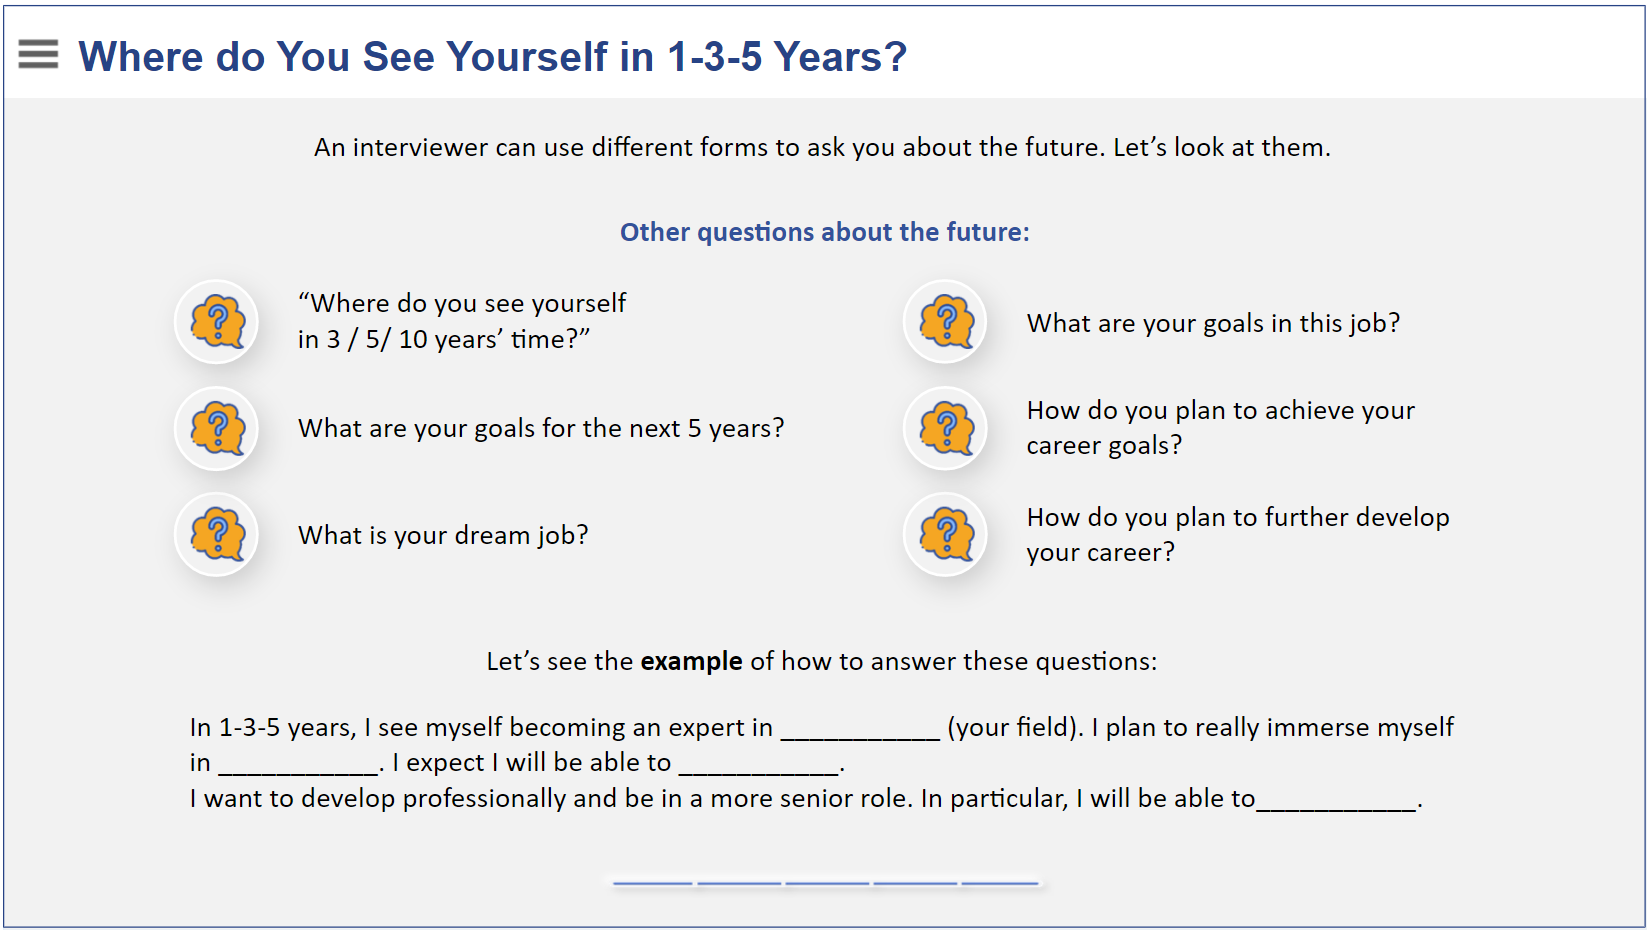 Where do You See Yourself in 1-3-5 Years?
An interviewer can use different forms to ask you about the future. Let’s look at them.
Other questions about the future:
“Where do you see yourself
in 3 / 5/ 10 years’ time?”
What are your goals for the next 5 years?
What is your dream job?
What are your goals in this job?
How do you plan to achieve your
career goals?
How do you plan to further develop
your career?
Let’s see the example of how to answer these questions:
In 1-3-5 years, I see myself becoming an expert in ___________ (your field). I plan to really immerse myself
in ___________. I expect I will be able to ___________.
I want to develop professionally and be in a more senior role. In particular, I will be able to___________.